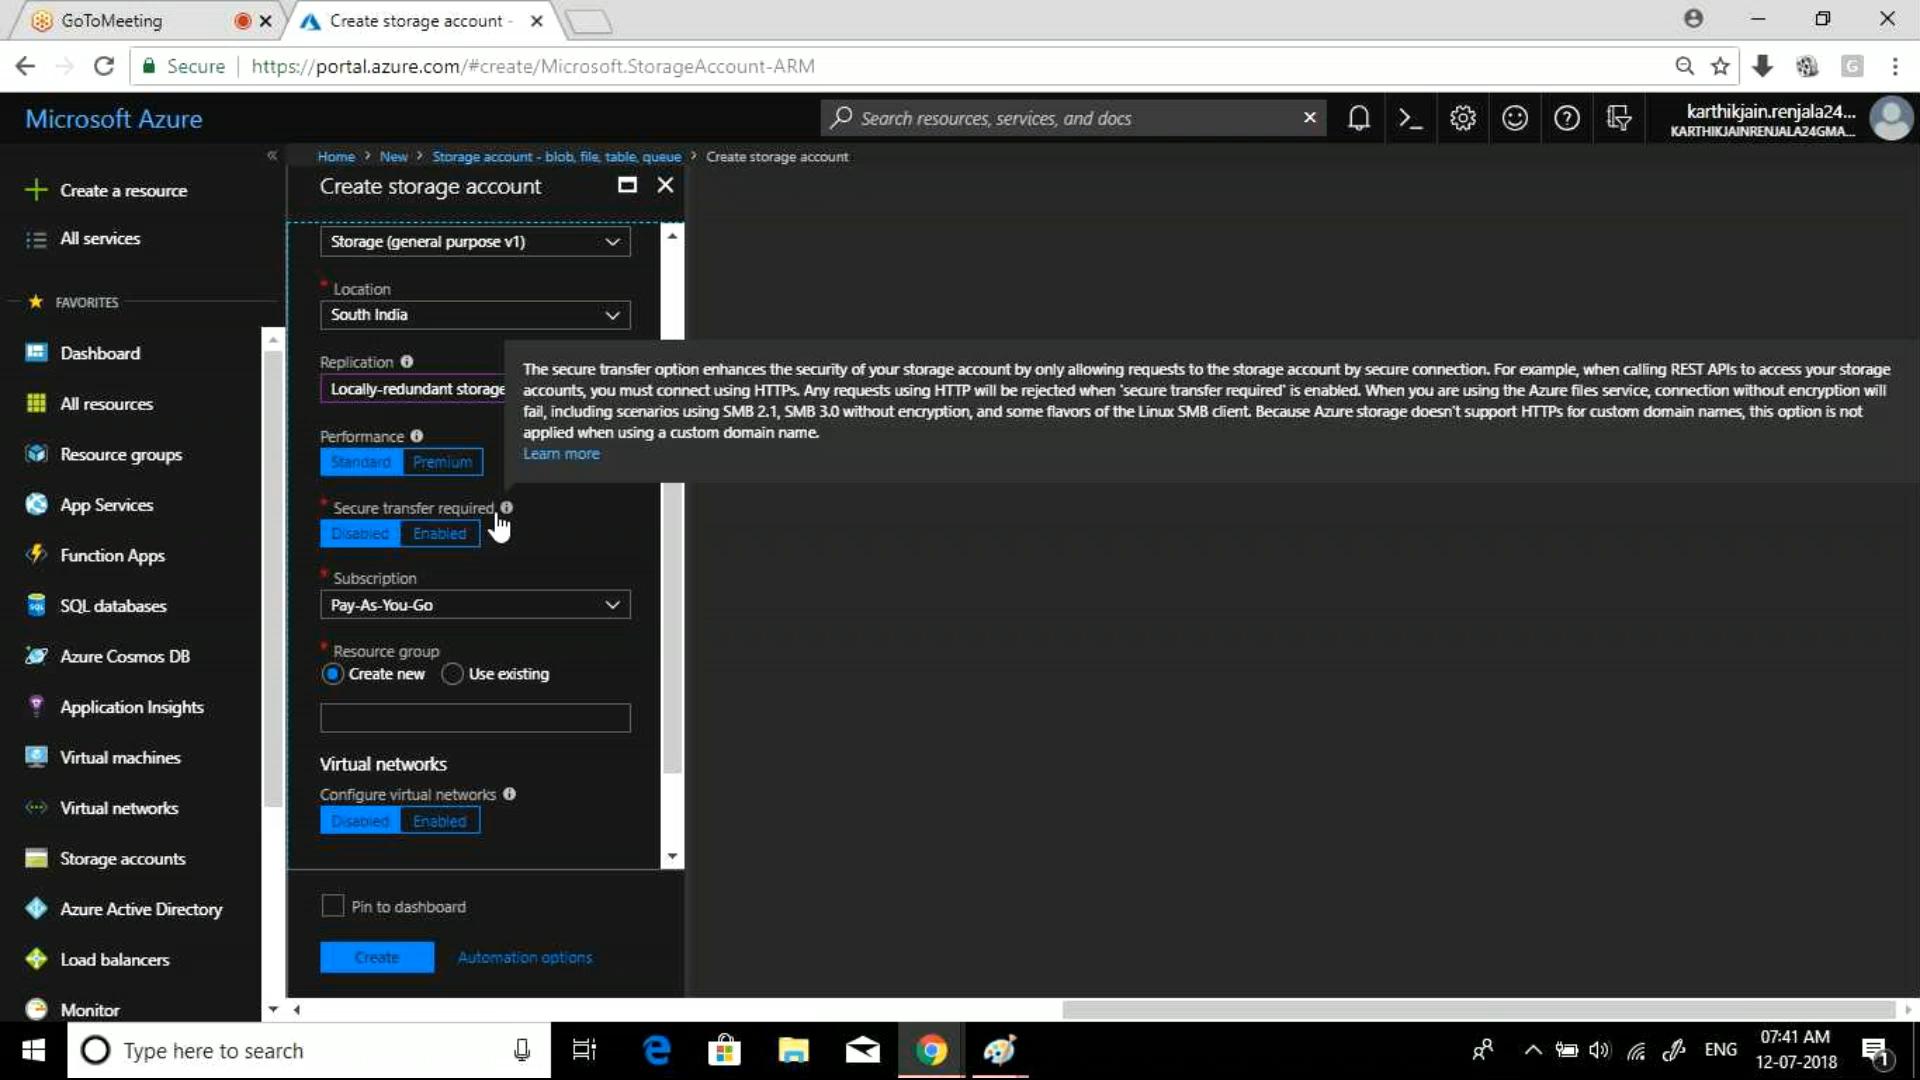 GoToMeeting
Create storage account -
Secure
https://portal.azure.com/#create/Microsoft.StorageAccount-ARM
G
Microsoft Azure
Search resources, services, and docs
karthikjain.renjala24...
KARTHIKJAINRENJALA24GMA...
Home > New > Storage account - blob, file, table, queue > Create storage account
Create a resource
All services
FAVORITES
Dashboard
All resources
Resource groups
App Services
Function Apps
SQL databases
Azure Cosmos DB
Application Insights
Virtual machines
Virtual networks
Storage accounts
Azure Active Directory
Load balancers
Monitor
Create storage account
Storage (general purpose v1)
* Location
South India
Replication
Locally-redundant storage
Performance
Standard Premium
* Secure transfer required
Disabled Enabled
* Subscription
Pay-As-You-Go
* Resource group
Create new Use existing
Virtual networks
Configure virtual networks
Disabled Enabled
Pin to dashboard
Create Automation options
The secure transfer option enhances the security of your storage account by only allowing requests to the storage account by secure connection. For example, when calling REST APIs to access your storage
accounts, you must connect using HTTPs. Any requests using HTTP will be rejected when 'secure transfer required' is enabled. When you are using the Azure files service, connection without encryption will
fail, including scenarios using SMB 2.1, SMB 3.0 without encryption, and some flavors of the Linux SMB client. Because Azure storage doesn't support HTTPs for custom domain names, this option is not
applied when using a custom domain name.
Learn more
Type here to search
ENG
07:41 AM
12-07-2018
1